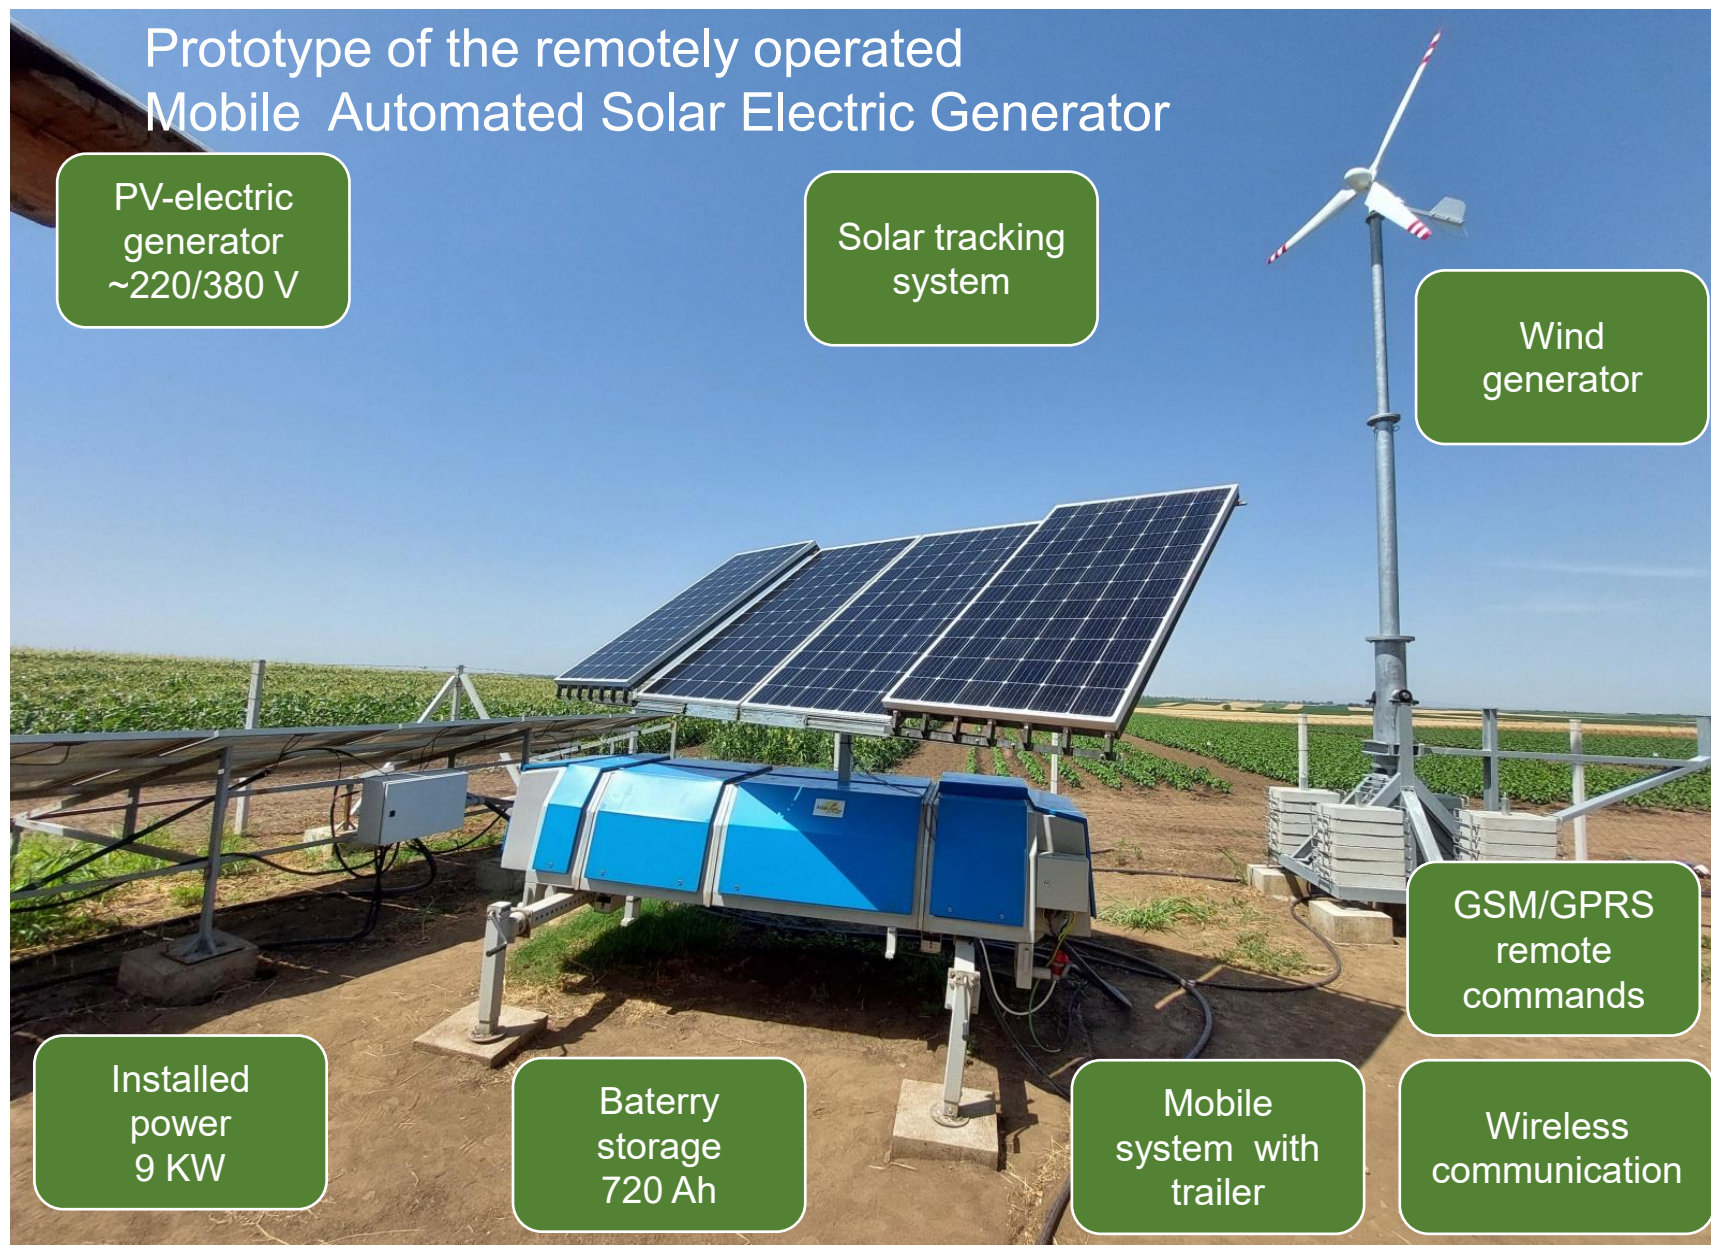 Prototype of the remotely operated
Mobile Automated Solar Electric Generator
PV-electric
generator
~220/380 V
Solar tracking
system
Wind
generator
GSM/GPRS
remote
commands
Installed
power
9 KW
Baterry
storage
720 Ah
Mobile
system with
trailer
Wireless
communication